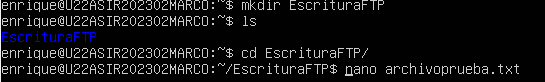 enrique@U22ASIR202302MARCO:~$ mkdir EscrituraFTP
enrique@U22ASIR202302MARCO:~$ ls
EscrituraFTP
enrique@U22ASIR202302MARCO:~$ cd EscrituraFTP/
enrique@U22ASIR202302MARCO:~/EscrituraFTP$ nano archivoprueba.txt